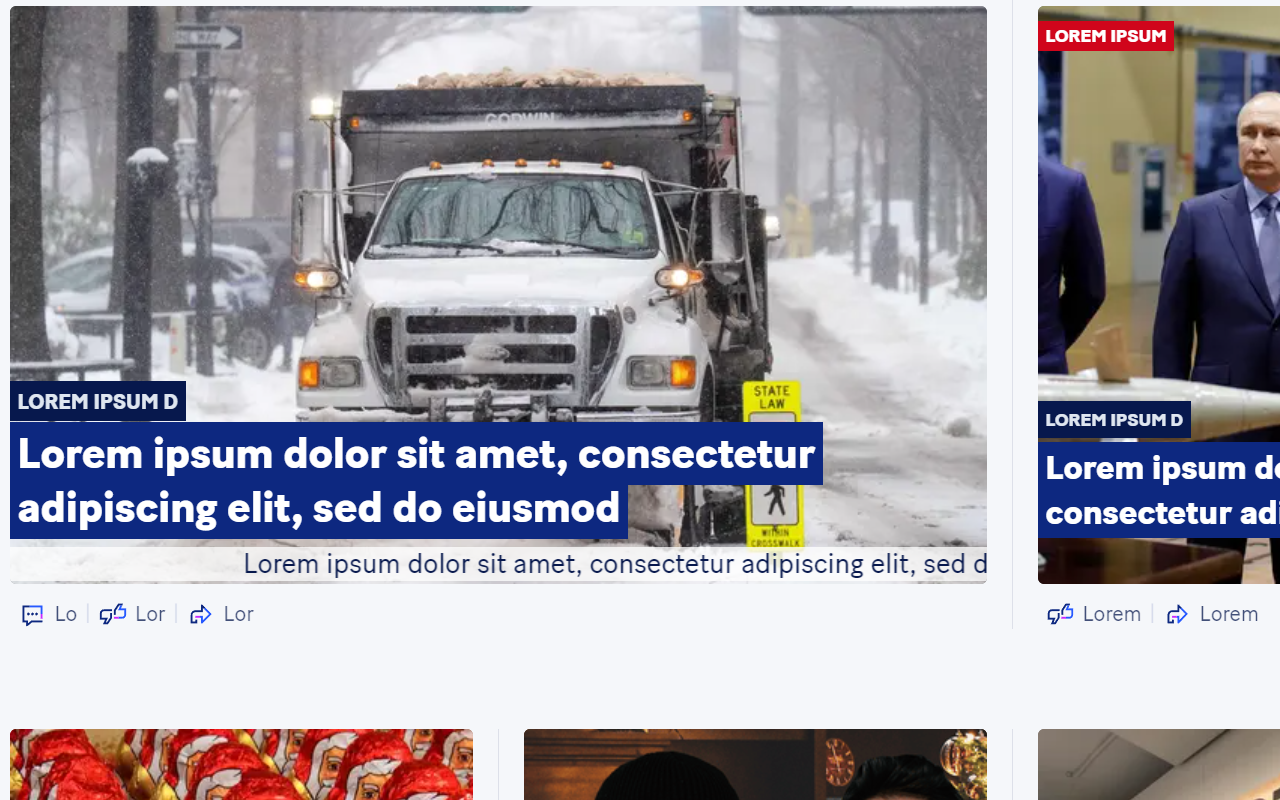 WAY
GODWIN
STATE
LAW
LOREM IPSUM D
Lorem ipsum dolor sit amet, consectetur
adipiscing elit, sed do eiusmod
WITHIN
CROSSWALK
Lorem ipsum dolor sit amet, consectetur adipiscing elit, sed d
Lo
Lor
Lor
LOREM IPSUM
LOREM IPSUM D
Lorem ipsum do
consectetur adi
Lorem
Lorem